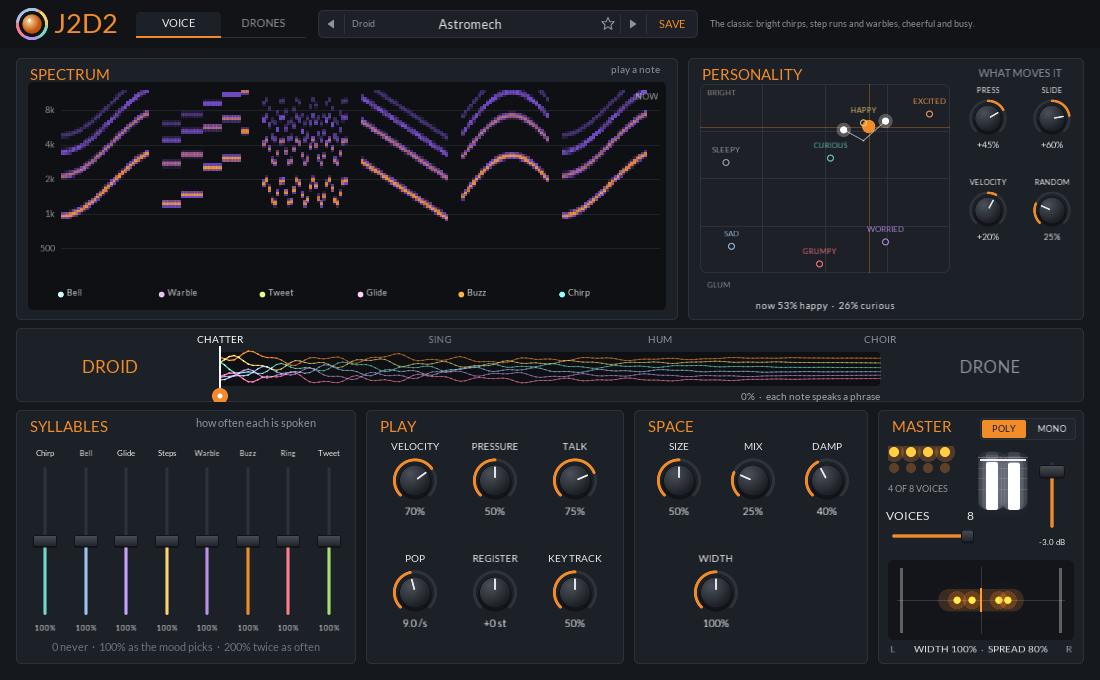 J2D2
VOICE
DRONES
Droid
Astromech
SAVE
The classic: bright chirps, step runs and warbles, cheerful and busy.
SPECTRUM
play a note
NOW
8k
4k
2k
1k
500
Bell
Warble
Tweet
Glide
Buzz
Chirp
PERSONALITY
WHAT MOVES IT
BRIGHT
HAPPY
EXCITED
CURIOUS
SLEEPY
SAD
WORRIED
GRUMPY
GLUM
now 53% happy · 26% curious
PRESS
SLIDE
+45%
+60%
VELOCITY
RANDOM
+20%
25%
DROID
CHATTER
SING
HUM
CHOIR
DRONE
0% · each note speaks a phrase
SYLLABLES
how often each is spoken
Chirp
Bell
Glide
Steps
Warble
Buzz
Ring
Tweet
100%
100%
100%
100%
100%
100%
100%
100%
0 never · 100% as the mood picks · 200% twice as often
PLAY
VELOCITY
PRESSURE
TALK
70%
50%
75%
POP
REGISTER
KEY TRACK
9.0 /s
+0 st
50%
SPACE
SIZE
MIX
DAMP
50%
25%
40%
WIDTH
100%
MASTER
POLY
MONO
4 OF 8 VOICES
VOICES
8
-3.0 dB
L
WIDTH 100% · SPREAD 80%
R